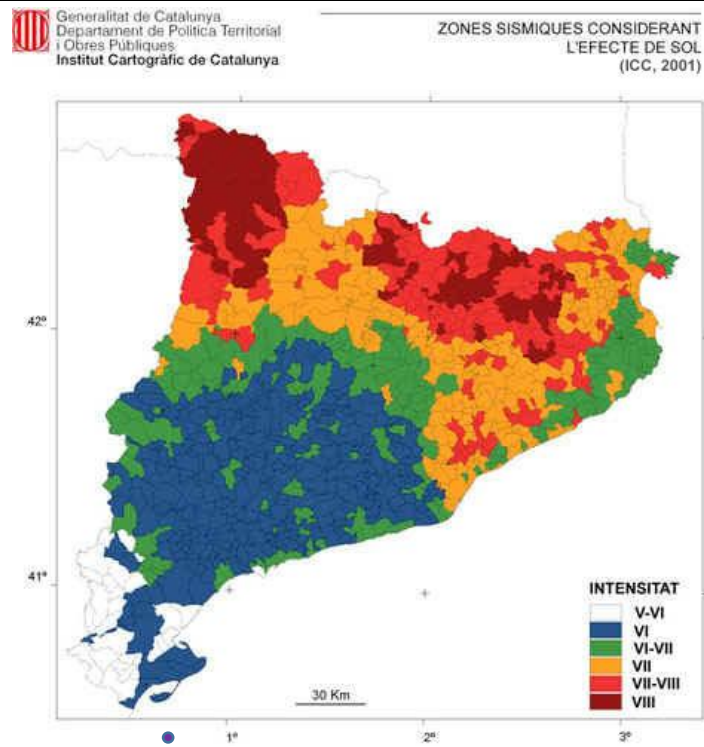 Generalitat de Catalunya
Departament de Política Territorial
i Obres Públiques
Institut Cartogràfic de Catalunya
ZONES SISMIQUES CONSIDERANT
L'EFECTE DE SOL
(ICC, 2001)
42º
41º
INTENSITAT
V-VI
VI
VI-VII
VII
VII-VIII
VIII
30 Km
1º
2º
3º